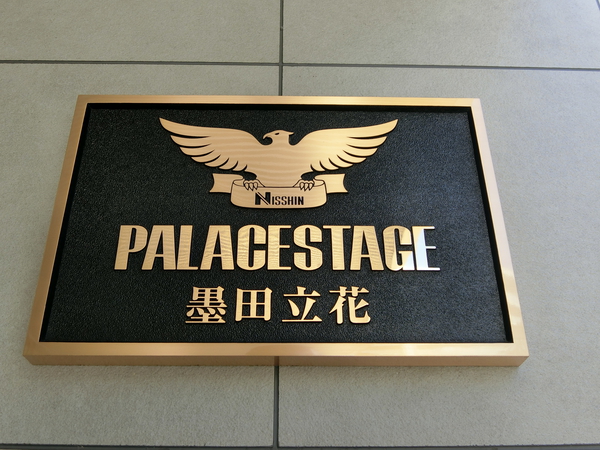 NISSHIN
PALACESTAGE
墨田立花